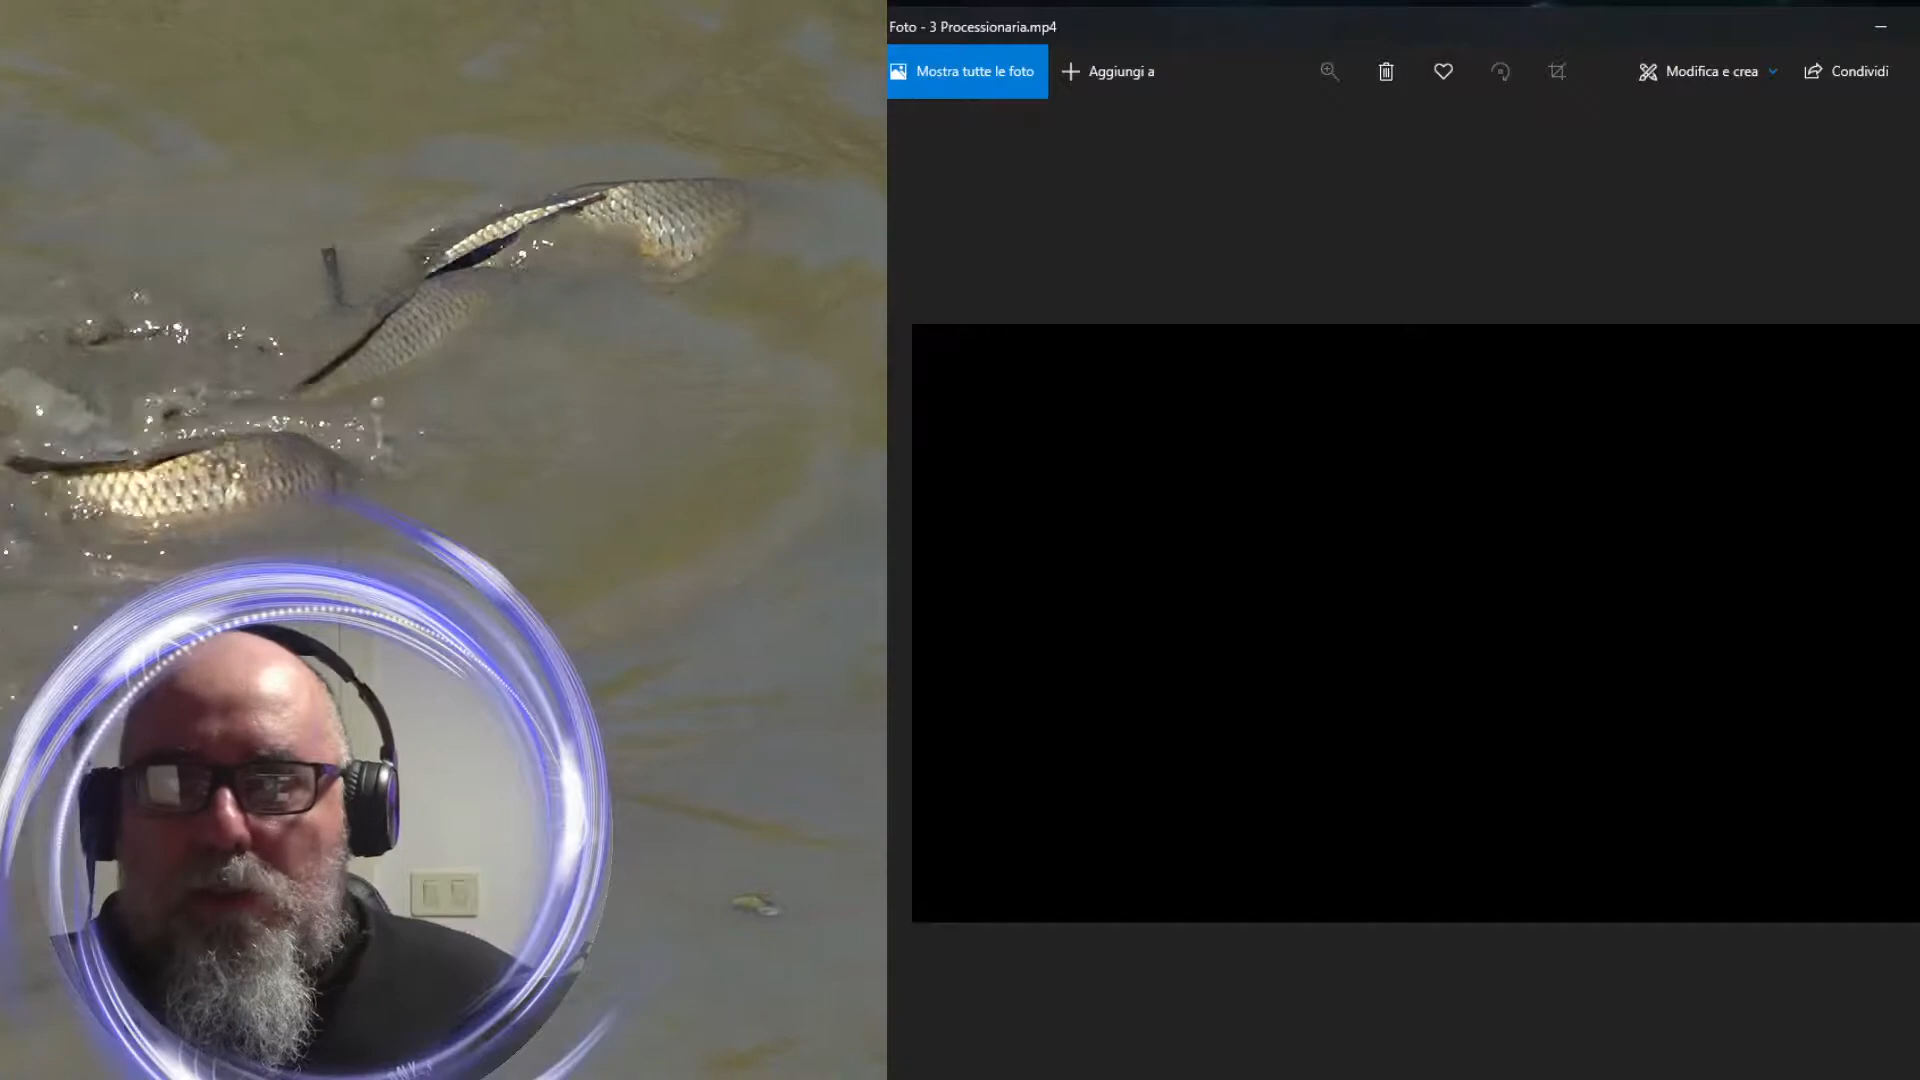 Foto - 3 Processionaria.mp4
Mostra tutte le foto
Aggiungi a
Modifica e crea
Condividi